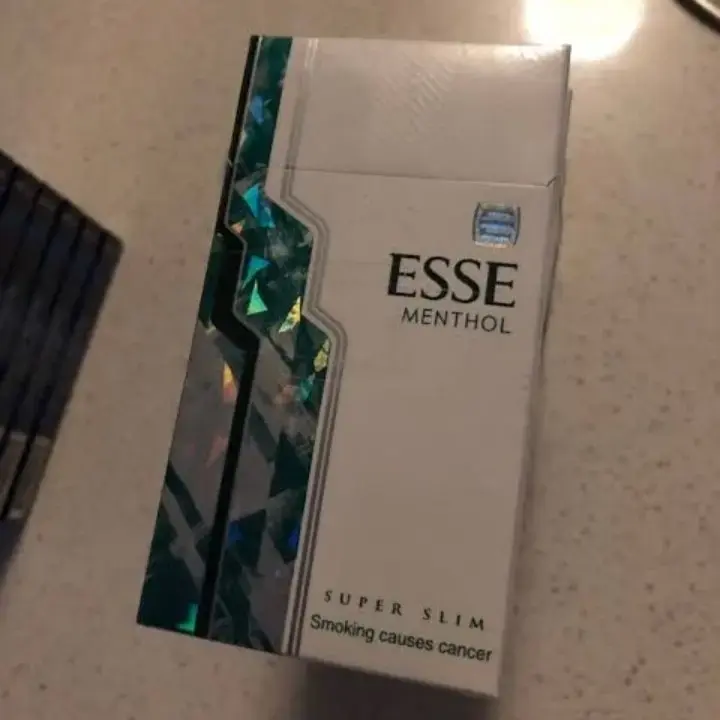 ESSE
MENTHOL
SUPER SLIM
Smoking causes cancer